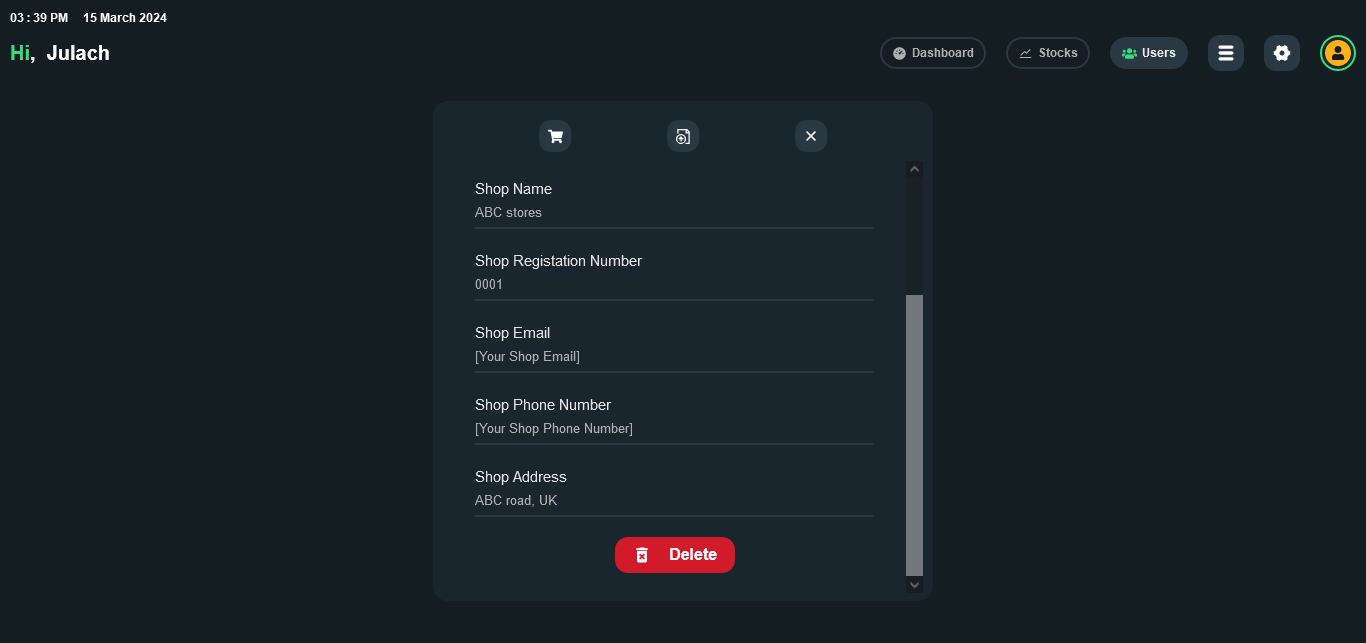 03 : 39 PM 15 March 2024
Hi, Julach
Dashboard
Stocks
Users
Shop Name
ABC stores
Shop Registation Number
0001
Shop Email
[Your Shop Email]
Shop Phone Number
[Your Shop Phone Number]
Shop Address
ABC road, UK
Delete